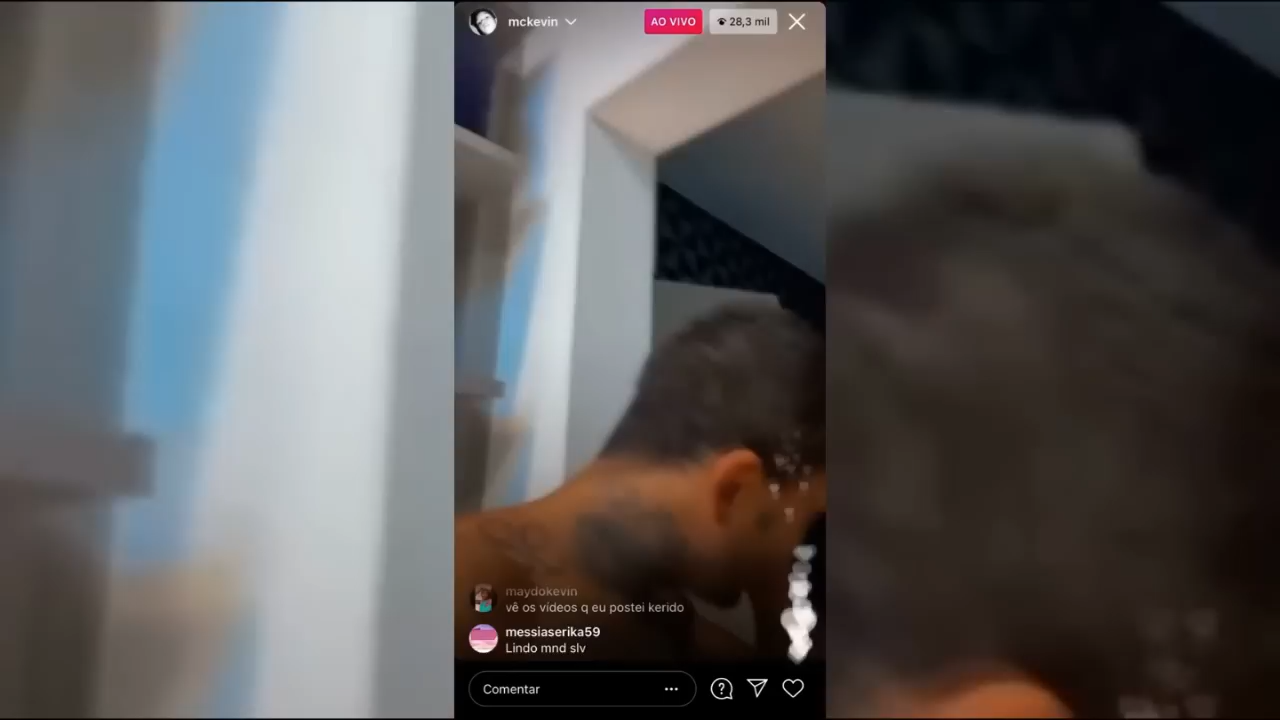 mckevin
AO VIVO
28,3 mil
maydokevin
vê os vídeos q eu postei kerido
messiaserika59
Lindo mnd slv
Comentar